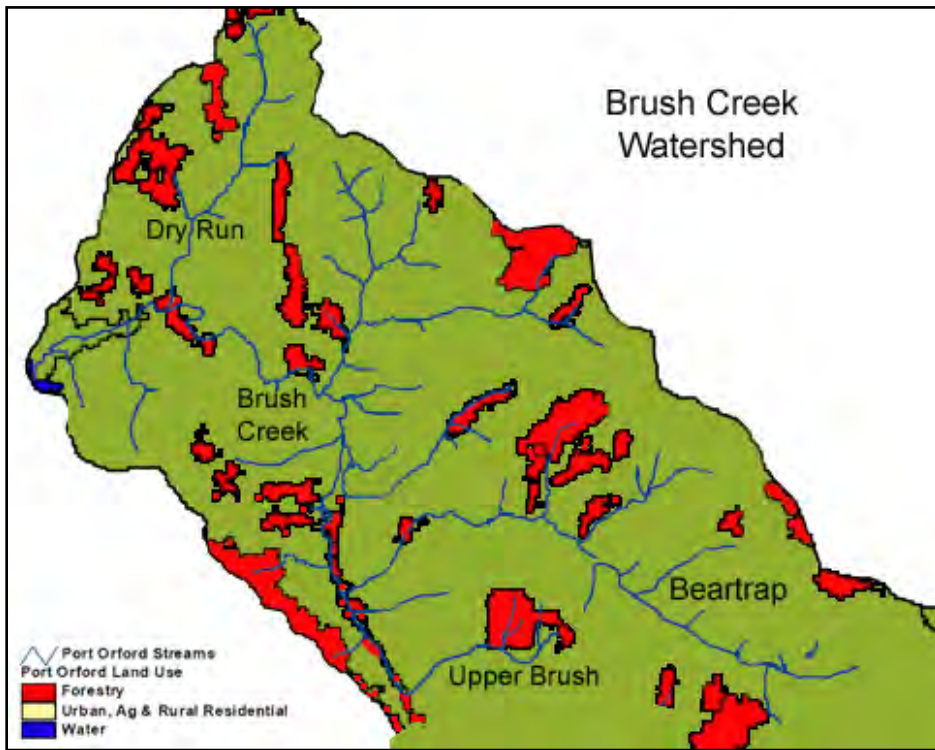 Brush Creek
Watershed
Dry Run
Brush
Creek
Beartrap
Upper Brush
Port Orford Streams
Port Orford Land Use
Forestry
Urban, Ag & Rural Residential
Water